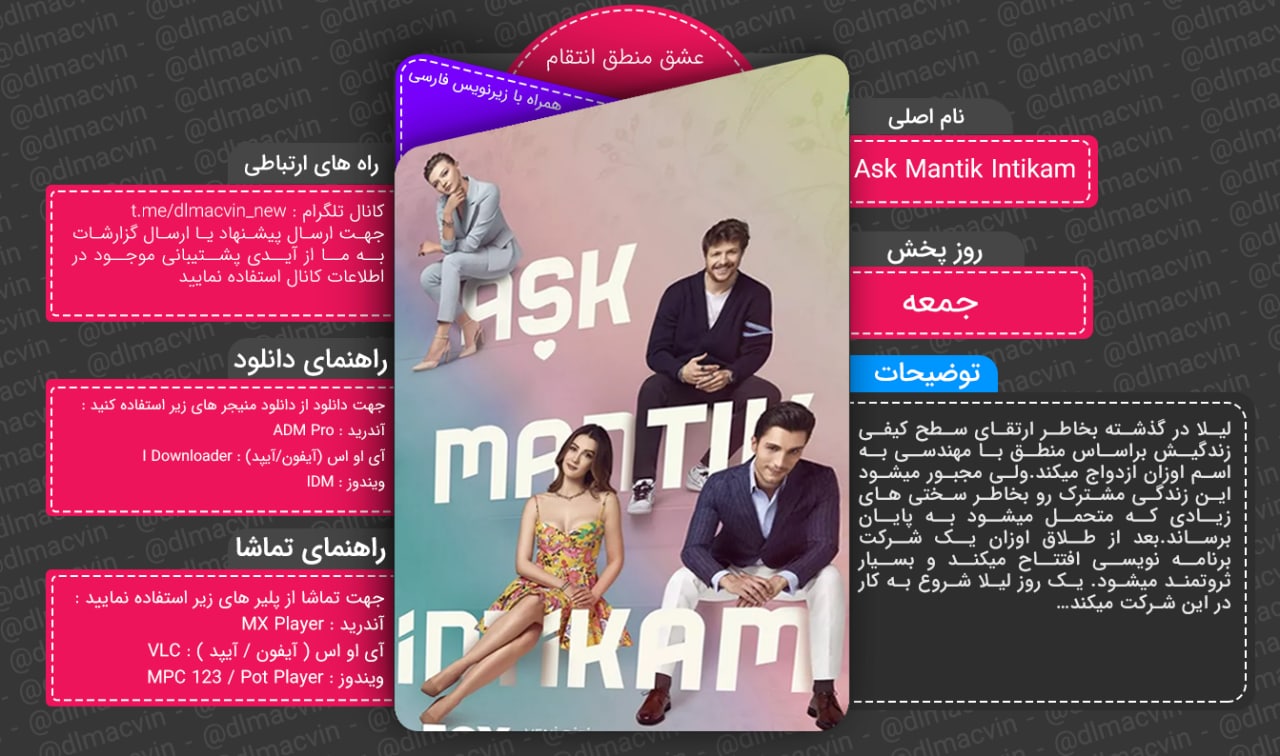 عشق منطق انتقام
همراه با زیرنویس فارسی
نام اصلی
Ask Mantik Intikam
روز پخش
جمعه
توضیحات
لیلا در گذشته بخاطر ارتقای سطح کیفی
زندگیش براساس منطق با مهندسی به
اسم اوزان ازدواج میکند.ولی مجبور میشود
این زندگی مشترک رو بخاطر سختی های
زیادی که متحمل میشود به پایان
برساند.بعد از طلاق اوزان یک شرکت
برنامه نویسی افتتاح میکند و بسیار
ثروتمند میشود. یک روز لیلا شروع به کار
در این شرکت میکند...
راه های ارتباطی
کانال تلگرام : t.me/dlmacvin_new
جهت ارسال پیشنهاد یا ارسال گزارشات
به ما از آیدی پشتیبانی موجود در
اطلاعات کانال استفاده نمایید
راهنمای دانلود
جهت دانلود از دانلود منیجر های زیر استفاده کنید :
آندرید : ADM Pro
آی او اس (آیفون/آیپد) : I Downloader
ویندوز : IDM
راهنمای تماشا
جهت تماشا از پلیر های زیر استفاده نمایید :
آندرید : MX Player
آی او اس ( آیفون / آیپد ) : VLC
ویندوز : MPC 123 / Pot Player
AŞK
MANTIK
iNTiKAM
@dlmacvin